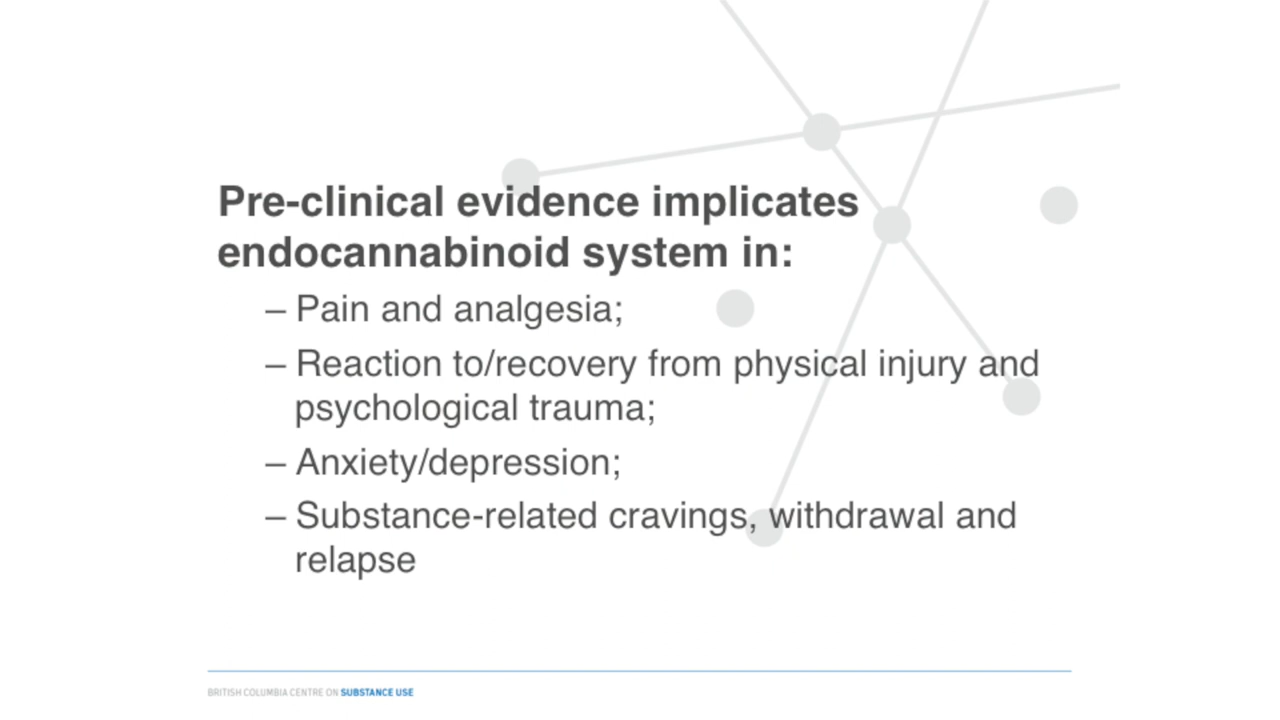 Pre-clinical evidence implicates
endocannabinoid system in:
– Pain and analgesia;
– Reaction to/recovery from physical injury and
psychological trauma;
– Anxiety/depression;
– Substance-related cravings, withdrawal and
relapse
BRITISH COLUMBIA CENTRE ON SUBSTANCE USE